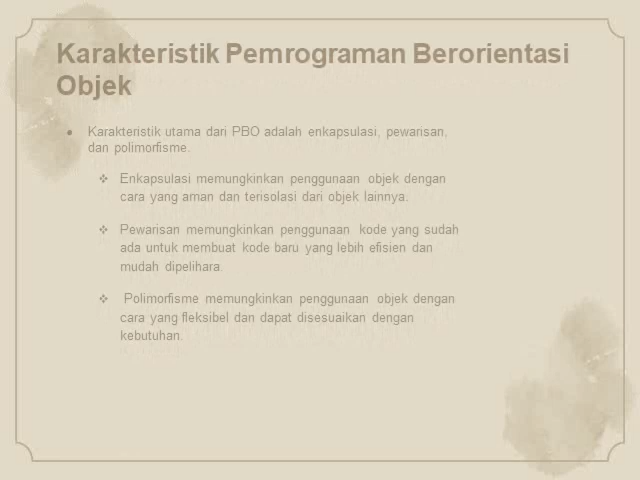 Karakteristik Pemrograman Berorientasi
Objek
● Karakteristik utama dari PBO adalah enkapsulasi, pewarisan,
dan polimorfisme.
❖ Enkapsulasi memungkinkan penggunaan objek dengan
cara yang aman dan terisolasi dari objek lainnya.
❖ Pewarisan memungkinkan penggunaan kode yang sudah
ada untuk membuat kode baru yang lebih efisien dan
mudah dipelihara.
❖ Polimorfisme memungkinkan penggunaan objek dengan
cara yang fleksibel dan dapat disesuaikan dengan
kebutuhan.